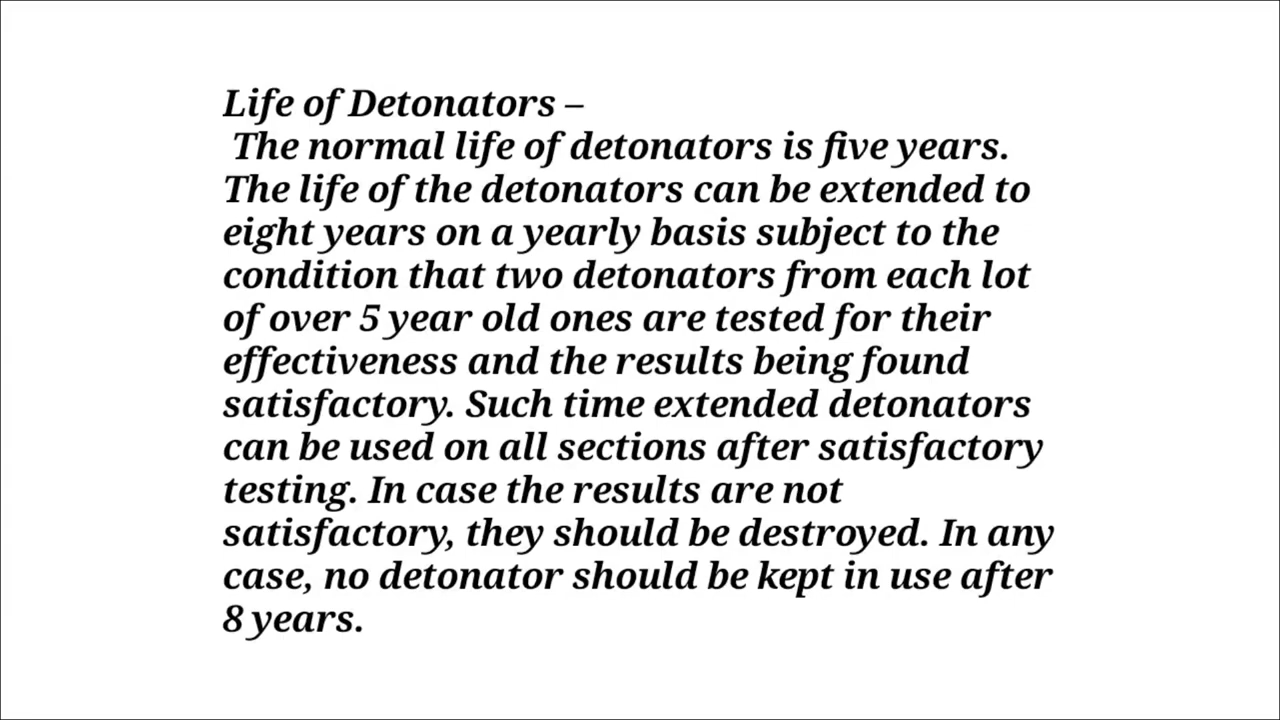 Life of Detonators –
The normal life of detonators is five years.
The life of the detonators can be extended to
eight years on a yearly basis subject to the
condition that two detonators from each lot
of over 5 year old ones are tested for their
effectiveness and the results being found
satisfactory. Such time extended detonators
can be used on all sections after satisfactory
testing. In case the results are not
satisfactory, they should be destroyed. In any
case, no detonator should be kept in use after
8 years.